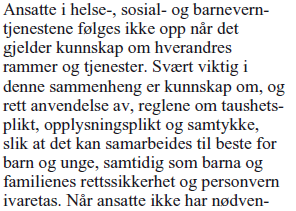 Ansatte i helse-, sosial- og barnevern-
tjenestene følges ikke opp når det
gjelder kunnskap om hverandres
rammer og tjenester. Svært viktig i
denne sammenheng er kunnskap om, og
rett anvendelse av, reglene om taushets-
plikt, opplysningsplikt og samtykke,
slik at det kan samarbeides til beste for
barn og unge, samtidig som barna og
familienes rettssikkerhet og personvern
ivaretas. Når ansatte ikke har nødven-